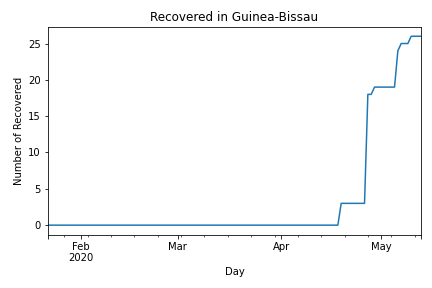 Recovered in Guinea-Bissau
Number of Recovered
25
20
15
10
5
0
Feb
2020
Mar
Apr
May
Day